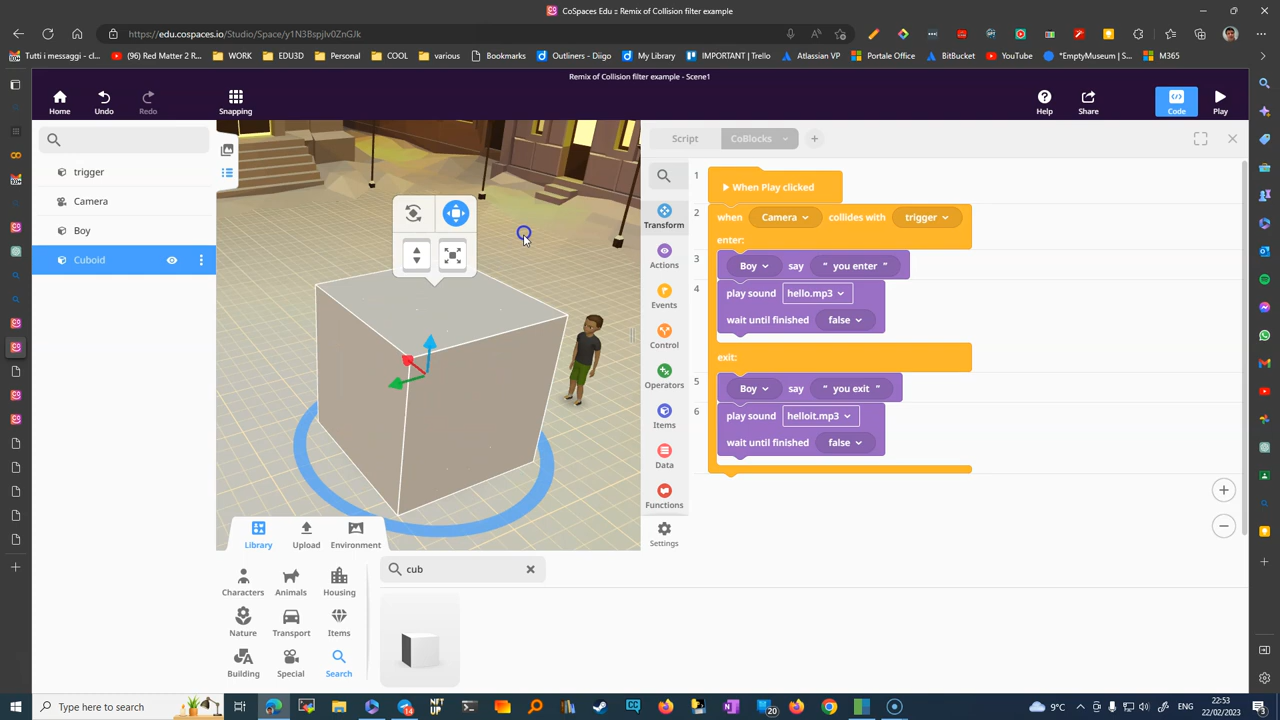 CoSpaces Edu = Collision filter example
https://edu.cospaces.io/Studio/Space/y1N3BspjIv0ZnGJk
Tutti i messaggi - cl...
(96) Red Matter 2 R...
EDU3D
Personal
COOL
various
Bookmarks
Outliners - Diigo
My Library
IMPORTANT | Trello
Atlassian VP
Portale Office
BitBucket
*EmptyMuseum | S...
YouTube
M365
Remix of Collision filter example - Scene1
Home
Undo
Redo
Snapping
Help
Share
Code
Play
trigger
Camera
Boy
Cuboid
Script
CoBlocks
Transform
Actions
Events
Control
Operators
Items
Data
Functions
Settings
1
When Play clicked
2
when Camera collides with trigger
enter:
3
Boy say “ you enter ”
4
play sound hello.mp3
wait until finished false
exit:
5
Boy say “ you exit ”
6
play sound helloit.mp3
wait until finished false
Library
Upload
Environment
Characters
Animals
Housing
Nature
Transport
Items
Building
Special
Search
cub
Type here to search
NT
UP
14
20
9°C
22:53
22/02/2023